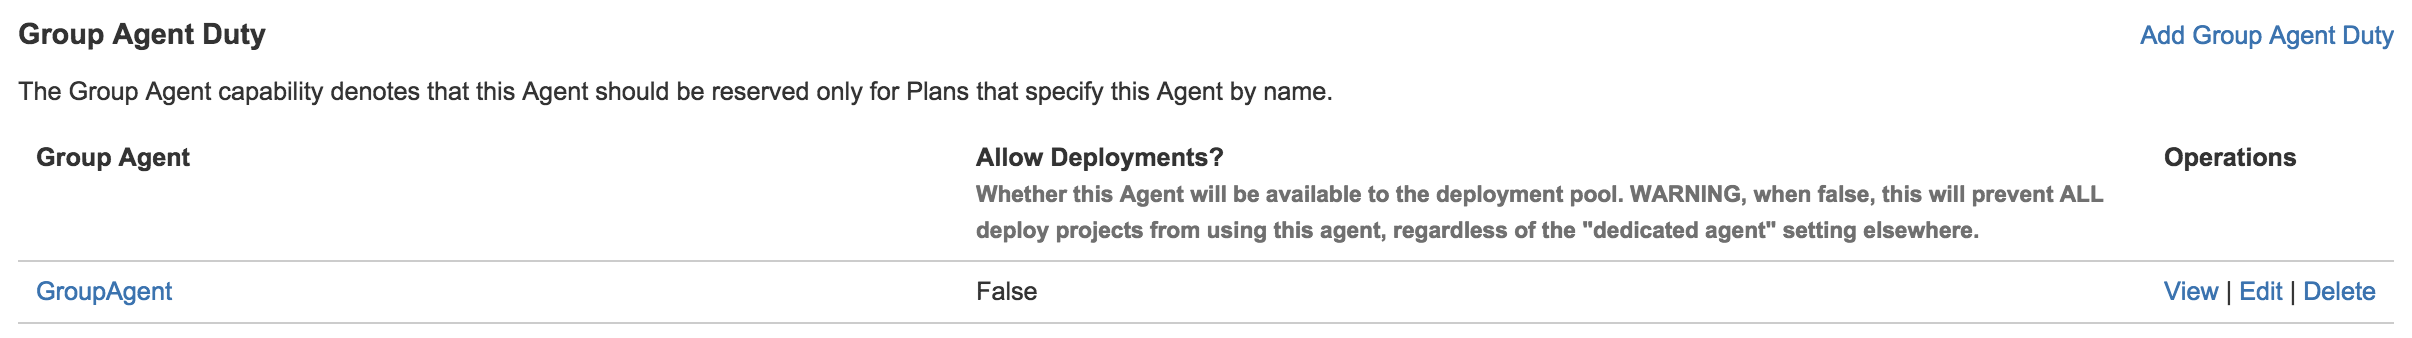 Group Agent Duty
Add Group Agent Duty
The Group Agent capability denotes that this Agent should be reserved only for Plans that specify this Agent by name.
Group Agent
Allow Deployments?
Operations
Whether this Agent will be available to the deployment pool. WARNING, when false, this will prevent ALL
deploy projects from using this agent, regardless of the "dedicated agent" setting elsewhere.
GroupAgent
False
View | Edit | Delete